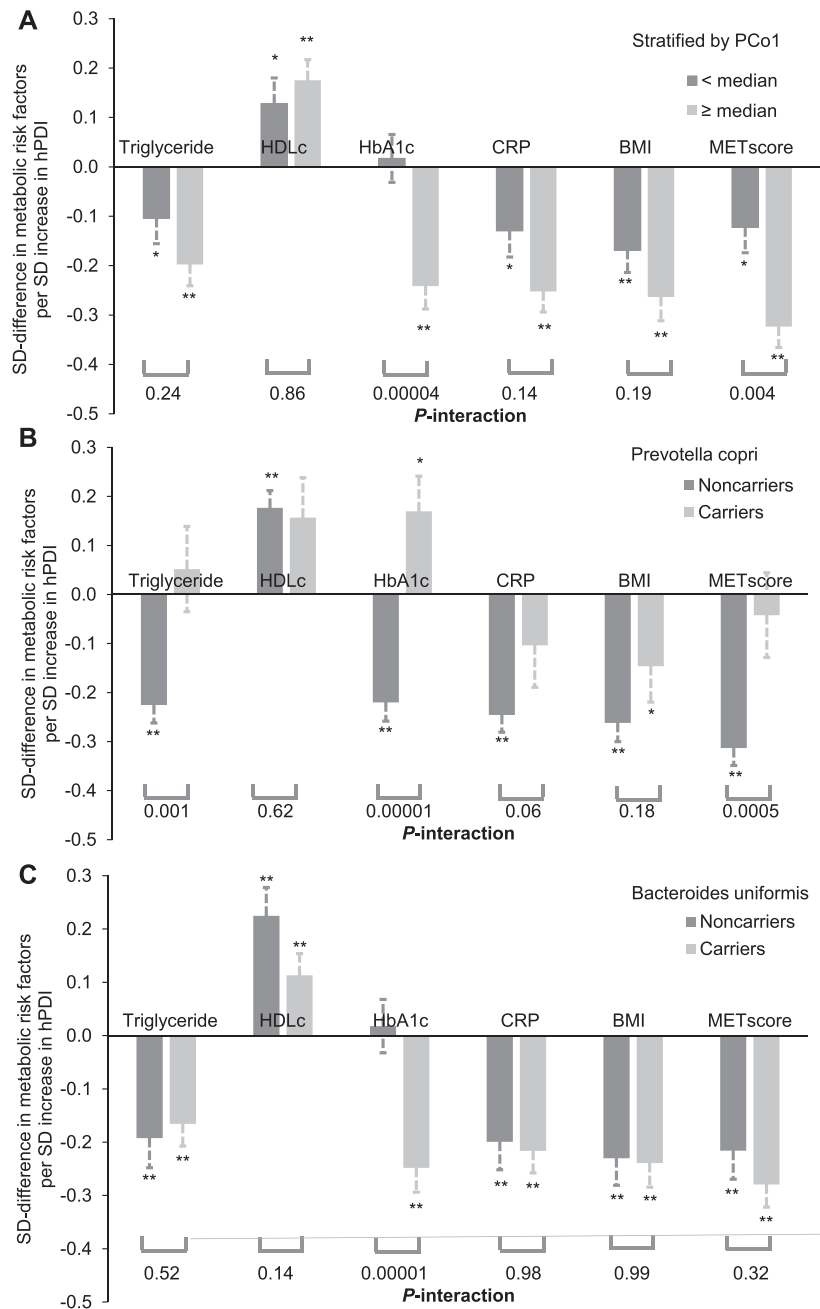 A
SD-difference in metabolic risk factors
per SD increase in hPDI
0.3
0.2
0.1
0.0
-0.1
-0.2
-0.3
-0.4
-0.5
Stratified by PCo1
< median
≥ median
* **
Triglyceride HDLc HbA1c CRP BMI METscore
* ** ** * ** ** ** * **
0.24 0.86 0.00004 0.14 0.19 0.004
P-interaction
B
SD-difference in metabolic risk factors
per SD increase in hPDI
0.3
0.2
0.1
0.0
-0.1
-0.2
-0.3
-0.4
-0.5
Prevotella copri
Noncarriers
Carriers
** *
Triglyceride HDLc HbA1c CRP BMI METscore
** ** ** ** * **
0.001 0.62 0.00001 0.06 0.18 0.0005
P-interaction
C
SD-difference in metabolic risk factors
per SD increase in hPDI
0.3
0.2
0.1
0.0
-0.1
-0.2
-0.3
-0.4
-0.5
Bacteroides uniformis
Noncarriers
Carriers
** **
Triglyceride HDLc HbA1c CRP BMI METscore
** ** ** ** ** ** ** ** **
0.52 0.14 0.00001 0.98 0.99 0.32
P-interaction